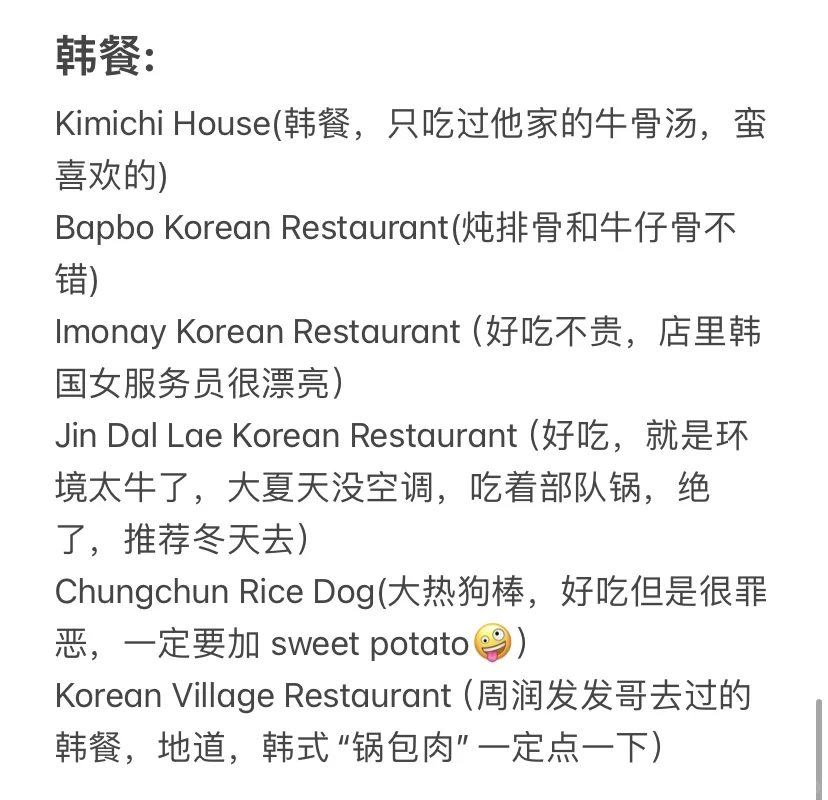 韩餐:
Kimichi House(韩餐，只吃过他家的牛骨汤，蛮
喜欢的)
Bapbo Korean Restaurant(炖排骨和牛仔骨不
错)
Imonay Korean Restaurant（好吃不贵，店里韩
国女服务员很漂亮）
Jin Dal Lae Korean Restaurant（好吃，就是环
境太牛了，大夏天没空调，吃着部队锅，绝
了，推荐冬天去）
Chungchun Rice Dog(大热狗棒，好吃但是很罪
恶，一定要加 sweet potato🤪）
Korean Village Restaurant（周润发发哥去过的
韩餐，地道，韩式 “锅包肉” 一定点一下）